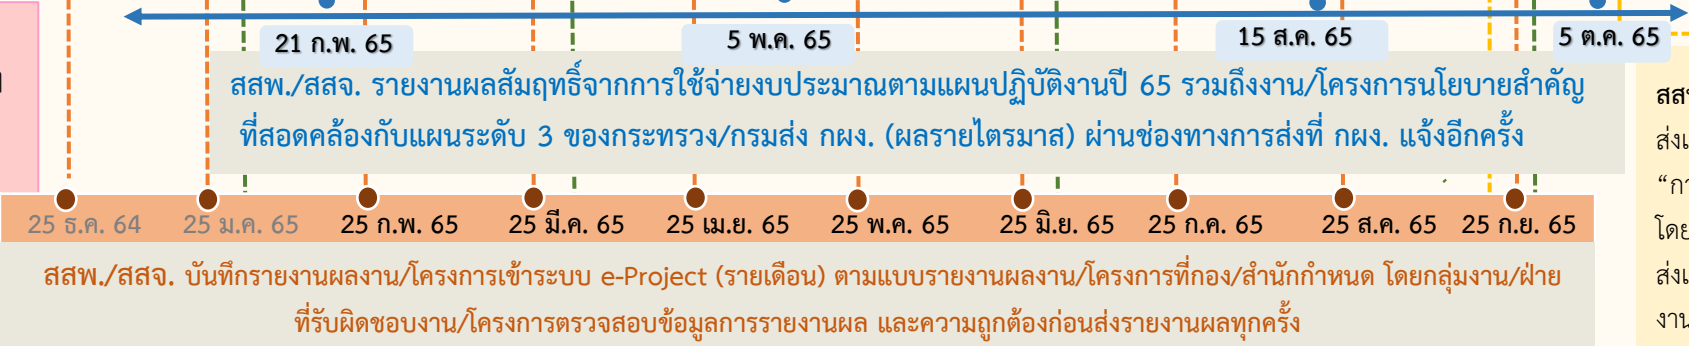 21 ก.พ. 65
5 พ.ค. 65
15 ส.ค. 65
5 ต.ค. 65
สสพ./สสจ. รายงานผลสัมฤทธิ์จากการใช้จ่ายงบประมาณตามแผนปฏิบัติงานปี 65 รวมถึงงาน/โครงการนโยบายสำคัญ
ที่สอดคล้องกับแผนระดับ 3 ของกระทรวง/กรมส่ง กผง. (ผลรายไตรมาส) ผ่านช่องทางการส่งที่ กผง. แจ้งอีกครั้ง
25 ธ.ค. 64
25 ม.ค. 65
25 ก.พ. 65
25 มี.ค. 65
25 เม.ย. 65
25 พ.ค. 65
25 มิ.ย. 65
25 ก.ค. 65
25 ส.ค. 65
25 ก.ย. 65
สสพ./สสจ. บันทึกรายงานผลงาน/โครงการเข้าระบบ e-Project (รายเดือน) ตามแบบรายงานผลงาน/โครงการที่กอง/สำนักกำหนด โดยกลุ่มงาน/ฝ่าย
ที่รับผิดชอบงาน/โครงการตรวจสอบข้อมูลการรายงานผล และความถูกต้องก่อนส่งรายงานผลทุกครั้ง
โดย
งาน